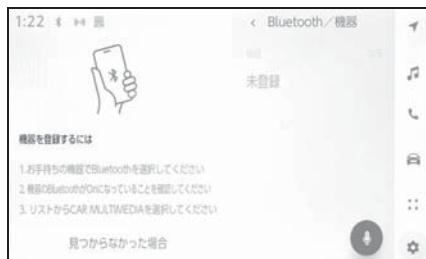 1:22
< Bluetooth／機器
未登録
機器を登録するには
1.お手持ちの機器でBluetoothを選択してください
2.機器のBluetoothがOnになっていることを確認してください
3.リストからCAR MULTIMEDIAを選択してください
見つからなかった場合